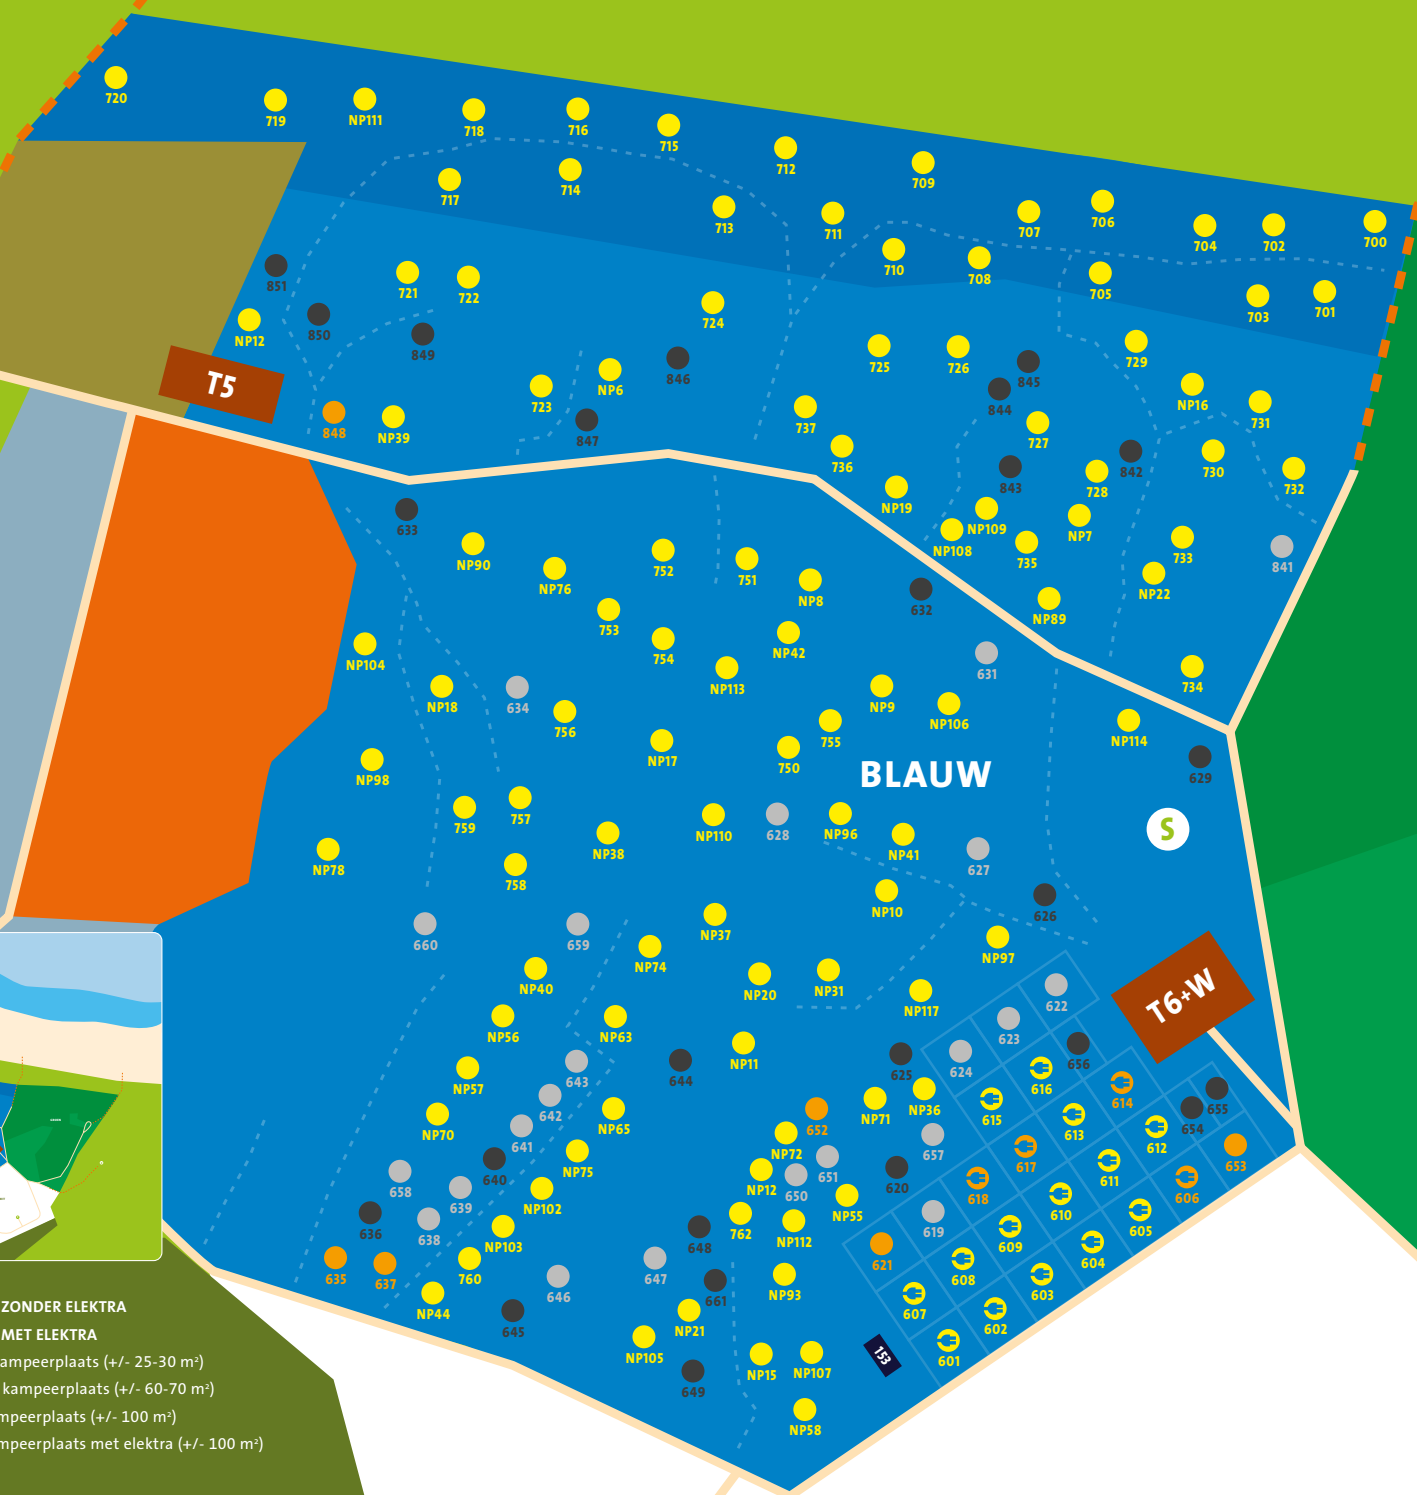 720
719
NP111
718
716
715
712
709
717
714
713
711
706
707
704
702
700
710
708
705
703
701
851
721
722
724
NP12
850
849
725
726
729
T5
846
845
NP6
723
844
NP16
731
848
NP39
847
737
727
736
842
730
732
843
728
NP19
NP109
NP7
633
NP108
735
733
841
NP90
NP76
752
751
NP8
632
NP22
NP89
753
NP42
NP104
754
631
734
NP18
634
NP113
NP9
NP106
756
755
NP114
NP17
750
BLAUW
629
NP98
759
757
NP110
628
NP96
S
NP38
NP41
NP78
758
627
NP10
626
660
659
NP37
NP74
NP97
NP40
NP20
NP31
T6+W
622
NP117
NP56
NP63
623
NP11
656
NP57
643
644
625
624
616
614
655
642
NP36
615
654
NP70
NP65
652
NP71
613
641
NP72
612
NP75
657
617
653
640
658
NP12
650
651
620
611
618
606
639
NP102
NP55
610
636
638
762
619
605
NP103
648
NP112
609
621
604
635
637
760
647
608
646
661
NP93
603
NP44
607
645
NP21
602
NP105
153
601
NP15
NP107
649
NP58
ZONDER ELEKTRA
MET ELEKTRA
ampeerplaats (+/- 25-30 m²)
kampeerplaats (+/- 60-70 m²)
mpeerplaats (+/- 100 m²)
mpeerplaats met elektra (+/- 100 m²)